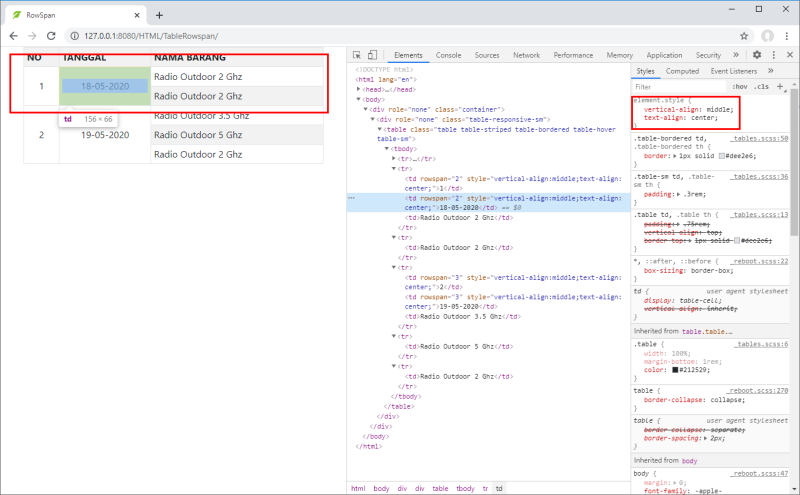 RowSpan
127.0.0.1:8080/HTML/TableRowspan/
NO TANGGAL NAMA BARANG
1 18-05-2020 Radio Outdoor 2 Ghz
Radio Outdoor 2 Ghz
Radio Outdoor 3.5 Ghz
td 156 × 66
2 19-05-2020 Radio Outdoor 5 Ghz
Radio Outdoor 2 Ghz
Elements Console Sources Network Performance Memory Application Security »
<!DOCTYPE html>
<html lang="en">
<head>…</head>
<body>
<div role="none" class="container">
<div role="none" class="table-responsive-sm">
<table class="table table-striped table-bordered table-hover
table-sm">
<tbody>
<tr>…</tr>
<tr>
<td rowspan="2" style="vertical-align:middle;text-align:
center;">1</td>
<td rowspan="2" style="vertical-align:middle;text-align:
center;">18-05-2020</td> == $0
<td>Radio Outdoor 2 Ghz</td>
</tr>
<tr>
<td>Radio Outdoor 2 Ghz</td>
</tr>
<tr>
<td rowspan="3" style="vertical-align:middle;text-align:
center;">2</td>
<td rowspan="3" style="vertical-align:middle;text-align:
center;">19-05-2020</td>
<td>Radio Outdoor 3.5 Ghz</td>
</tr>
<tr>
<td>Radio Outdoor 5 Ghz</td>
</tr>
<tr>
<td>Radio Outdoor 2 Ghz</td>
</tr>
</tbody>
</table>
</div>
</div>
</body>
</html>
html body div div table tbody tr td
Styles Computed Event Listeners »
Filter :hov .cls +
element.style {
vertical-align: middle;
text-align: center;
}
.table-bordered td, _tables.scss:50
.table-bordered th {
border: 1px solid #dee2e6;
}
.table-sm td, .table- _tables.scss:36
sm th {
padding: .3rem;
}
.table td, .table th { _tables.scss:13
padding: .75rem;
vertical-align: top;
border-top: 1px solid #dee2e6;
}
*, ::after, ::before { _reboot.scss:22
box-sizing: border-box;
}
td { user agent stylesheet
display: table-cell;
vertical-align: inherit;
}
Inherited from table.table.…
.table { _tables.scss:6
width: 100%;
margin-bottom: 1rem;
color: #212529;
}
table { _reboot.scss:270
border-collapse: collapse;
}
table { user agent stylesheet
border-collapse: separate;
border-spacing: 2px;
}
Inherited from body
body { _reboot.scss:47
margin: 0;
font-family: -apple-